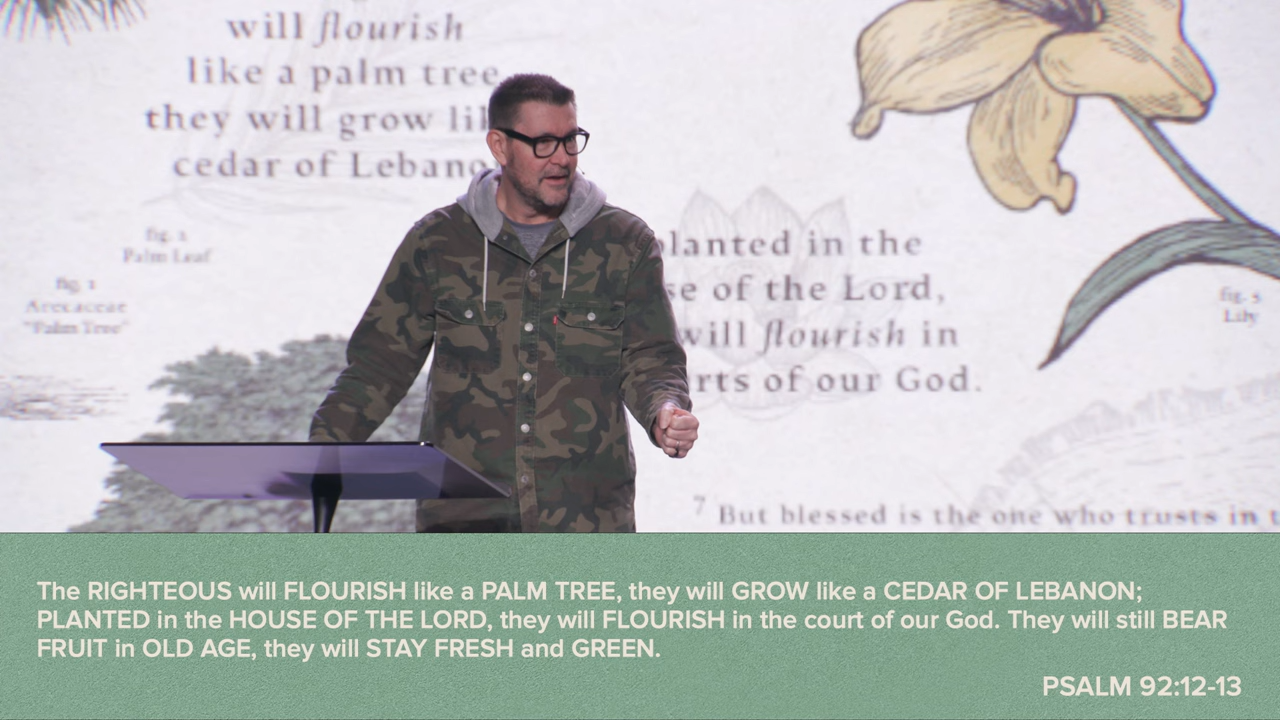 will flourish
like a palm tree
they will grow
cedar of
fig. 1
Palm Leaf
fig. 1
Arecaceae
"Palm Tree"
planted in the
of the Lord,
will flourish in
of our God.
fig. 5
Lily
7 But blessed is the one who trusts in
The RIGHTEOUS will FLOURISH like a PALM TREE, they will GROW like a CEDAR OF LEBANON;
PLANTED in the HOUSE OF THE LORD, they will FLOURISH in the court of our God. They will still BEAR
FRUIT in OLD AGE, they will STAY FRESH and GREEN.
PSALM 92:12-13